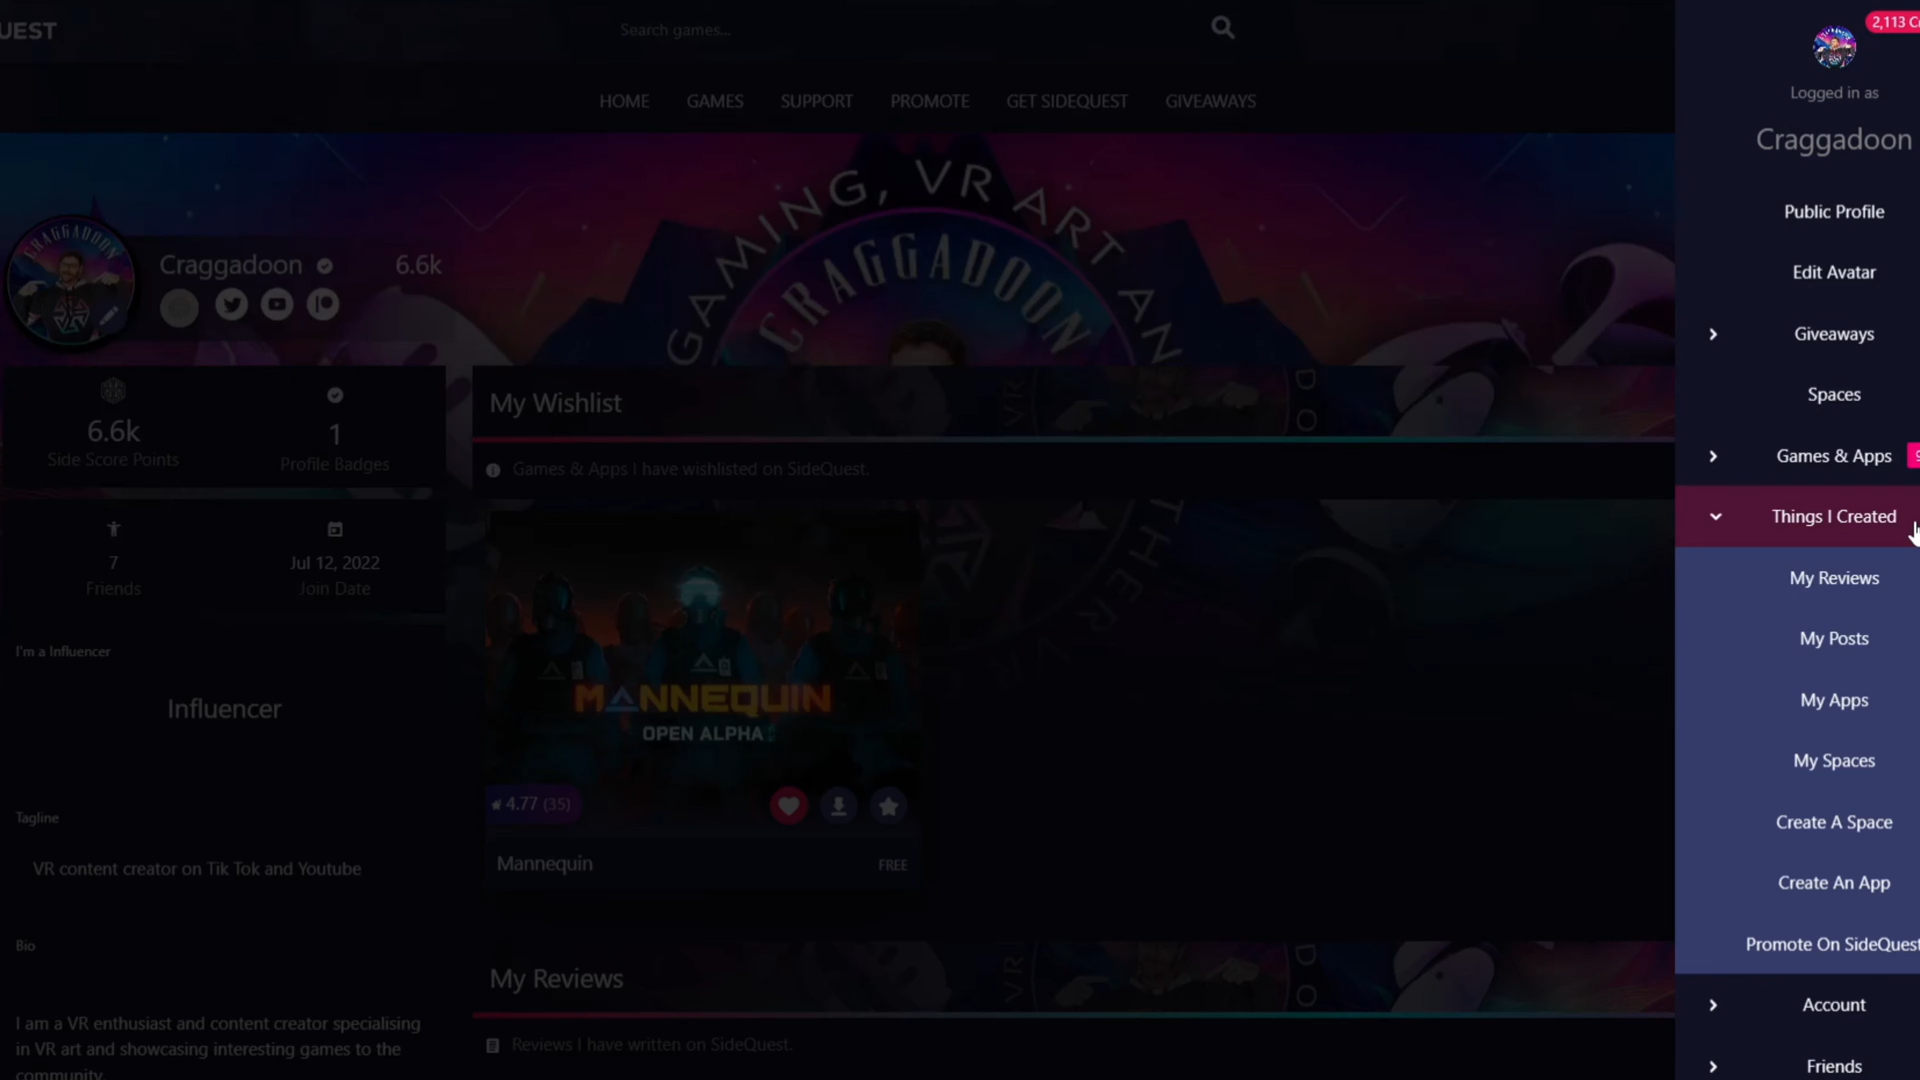 UEST
Search games...
HOME
GAMES
SUPPORT
PROMOTE
GET SIDEQUEST
GIVEAWAYS
GAMING, VR ART AN
CRAGGADOON
CRAGGADOON
Craggadoon
6.6k
6.6k
Side Score Points
1
Profile Badges
7
Friends
Jul 12, 2022
Join Date
I'm a Influencer
Influencer
Tagline
VR content creator on Tik Tok and Youtube
Bio
I am a VR enthusiast and content creator specialising
in VR art and showcasing interesting games to the
community.
My Wishlist
Games & Apps I have wishlisted on SideQuest.
MANNEQUIN
OPEN ALPHA
4.77 (35)
Mannequin
FREE
My Reviews
Reviews I have written on SideQuest.
2,113 Cr
Logged in as
Craggadoon
Public Profile
Edit Avatar
Giveaways
Spaces
Games & Apps
9
Things I Created
My Reviews
My Posts
My Apps
My Spaces
Create A Space
Create An App
Promote On SideQuest
Account
Friends